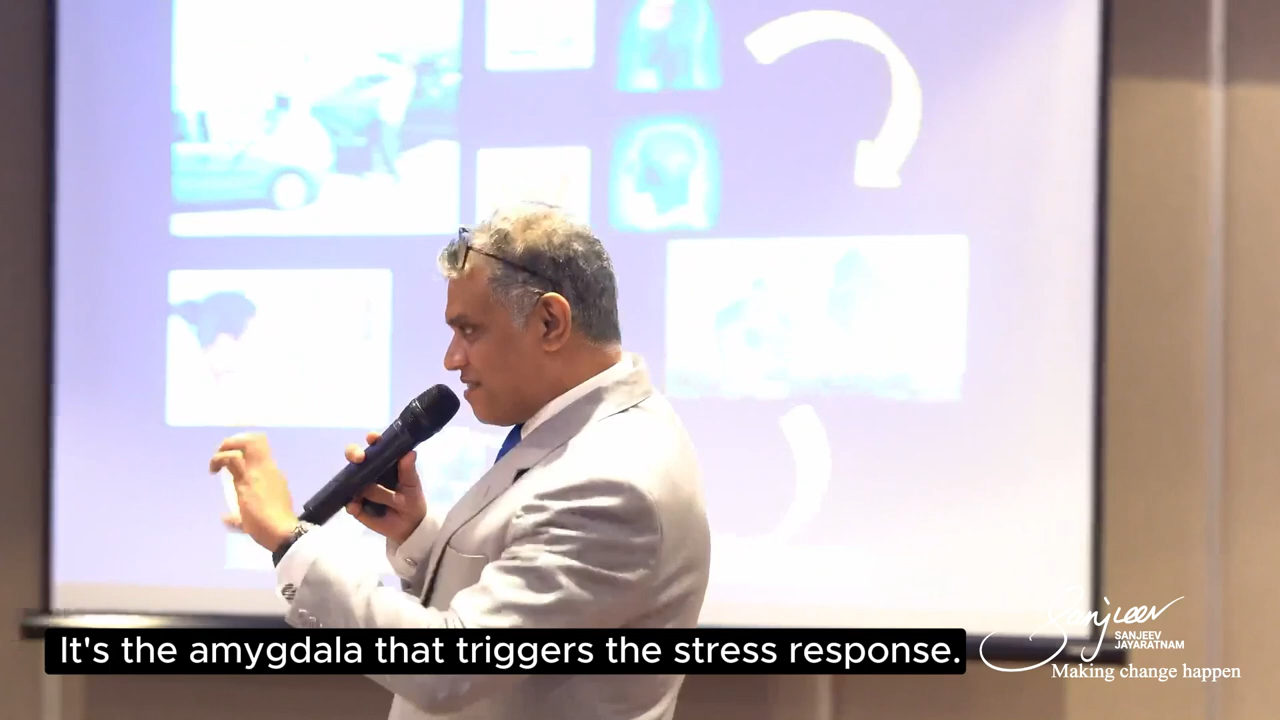 It's the amygdala that triggers the stress response.
Sanjeev
SANJEEV
JAYARATNAM
Making change happen